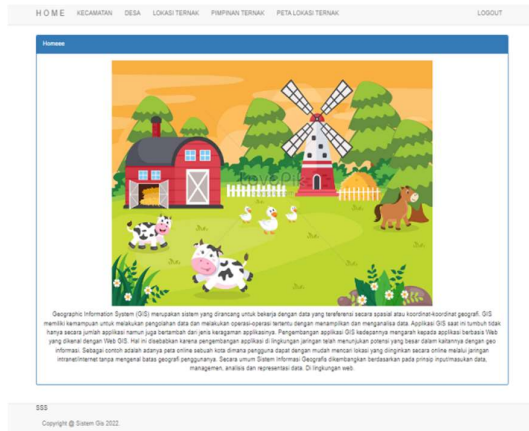 HOME KECAMATAN DESA LOKASI TERNAK PIMPINAN TERNAK PETA LOKASI TERNAK LOGOUT
Homeee
Geographic Information System (GIS) merupakan sistem yang dirancang untuk bekerja dengan data yang tereferensi secara spasial atau koordinat-koordinat geografi. GIS
memiliki kemampuan untuk melakukan pengolahan data dan melakukan operasi-operasi tertentu dengan menampilkan dan menganalisa data. Applikasi GIS saat ini tumbuh tidak
hanya secara jumlah applikasi namun juga bertambah dari jenis keragaman applikasinya. Pengembangan applikasi GIS kedepannya mengarah kepada applikasi berbasis Web
yang dikenal dengan Web GIS. Hal ini disebabkan karena pengembangan applikasi di lingkungan jaringan telah menunjukan potensi yang besar dalam kaitannya dengan geo
informasi. Sebagai contoh adalah adanya peta online sebuah kota dimana pengguna dapat dengan mudah mencari lokasi yang diinginkan secara online melalui jaringan
intranet/internet tanpa mengenal batas geografi penggunanya. Secara umum Sistem Informasi Geografis dikembangkan berdasarkan pada prinsip input/masukan data,
managemen, analisis dan representasi data. Di lingkungan web
SSS
Copyright @ Sistem Gis 2022.